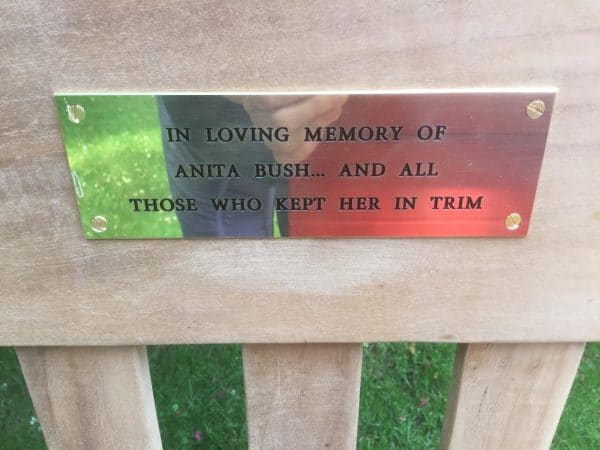 IN LOVING MEMORY OF
ANITA BUSH... AND ALL
THOSE WHO KEPT HER IN TRIM